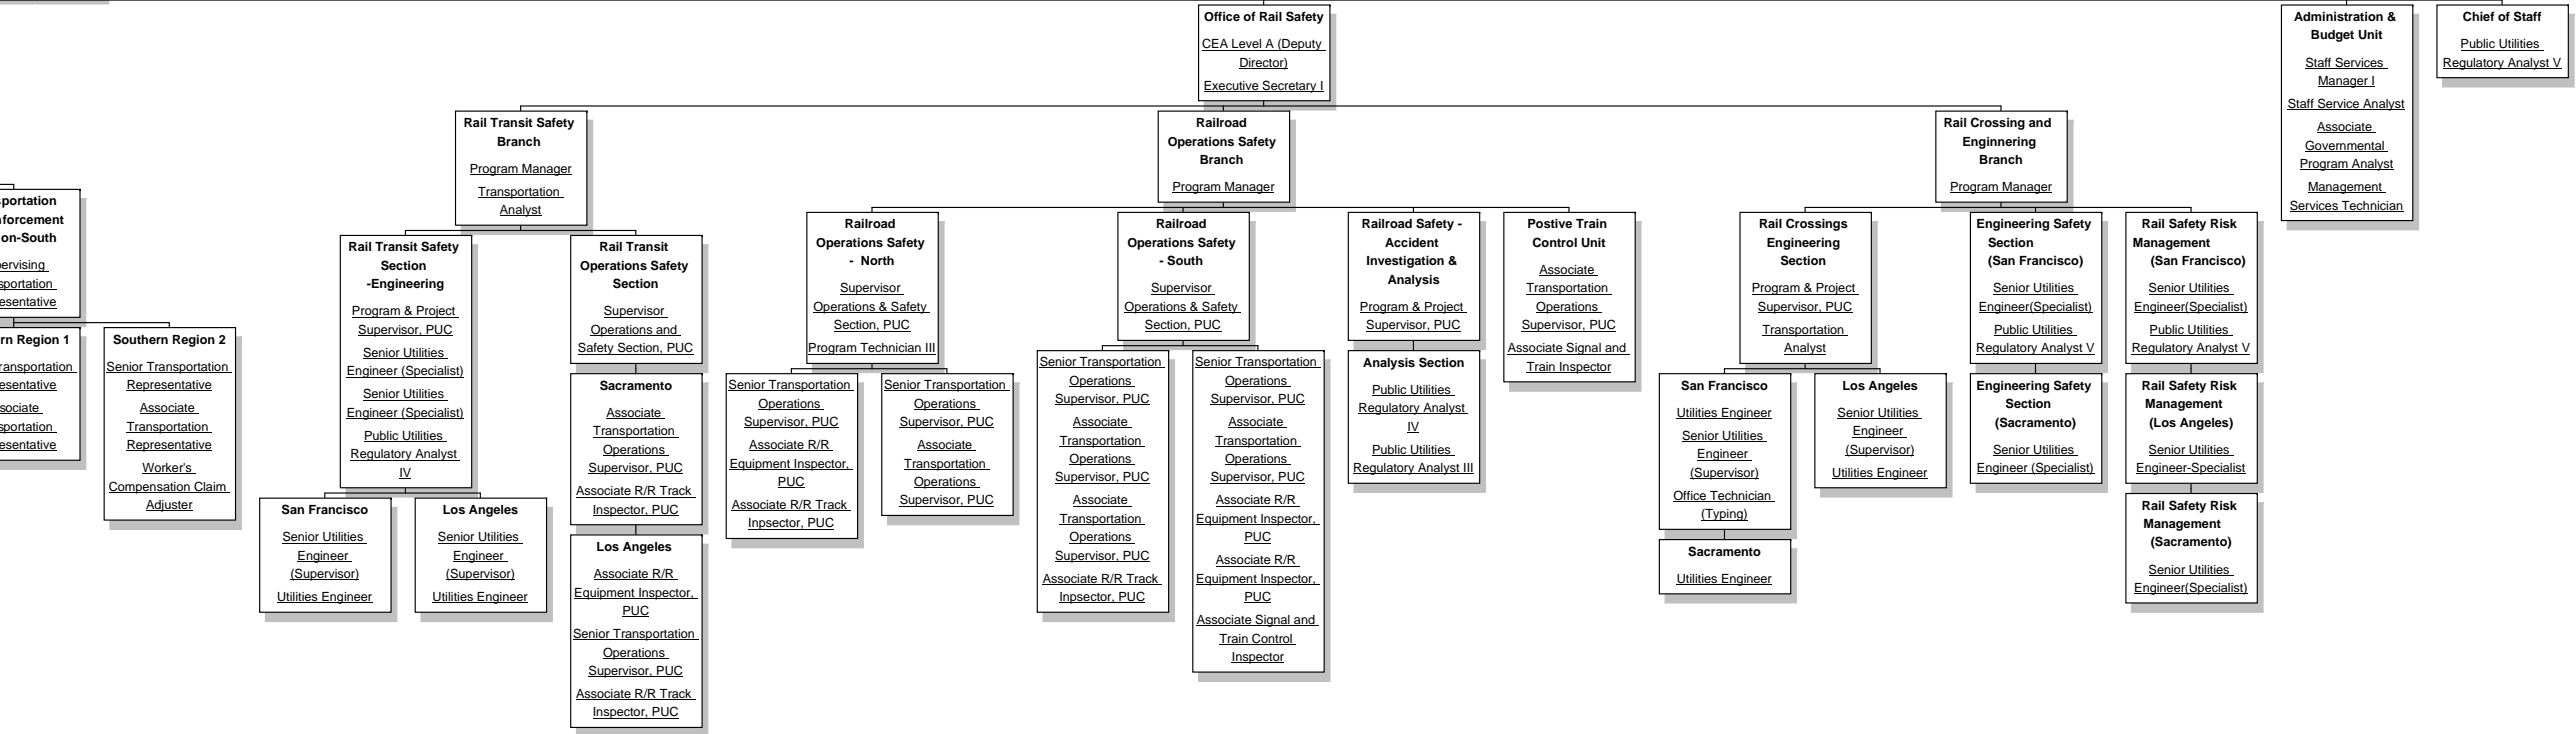 Office of Rail Safety
CEA Level A (Deputy
Director)
Executive Secretary I
Administration &
Budget Unit
Staff Services
Manager I
Staff Service Analyst
Associate
Governmental
Program Analyst
Management
Services Technician
Chief of Staff
Public Utilities
Regulatory Analyst V
Rail Transit Safety
Branch
Program Manager
Transportation
Analyst
Railroad
Operations Safety
Branch
Program Manager
Rail Crossing and
Enginnering
Branch
Program Manager
sportation
nforcement
on-South
pervising
sportation
esentative
rn Region 1
ransportation
esentative
sociate
sportation
esentative
Southern Region 2
Senior Transportation
Representative
Associate
Transportation
Representative
Worker's
Compensation Claim
Adjuster
Rail Transit Safety
Section
-Engineering
Program & Project
Supervisor, PUC
Senior Utilities
Engineer (Specialist)
Senior Utilities
Engineer (Specialist)
Public Utilities
Regulatory Analyst
IV
San Francisco
Senior Utilities
Engineer
(Supervisor)
Utilities Engineer
Los Angeles
Senior Utilities
Engineer
(Supervisor)
Utilities Engineer
Rail Transit
Operations Safety
Section
Supervisor
Operations and
Safety Section, PUC
Sacramento
Associate
Transportation
Operations
Supervisor, PUC
Associate R/R Track
Inspector, PUC
Los Angeles
Associate R/R
Equipment Inspector,
PUC
Senior Transportation
Operations
Supervisor, PUC
Associate R/R Track
Inspector, PUC
Railroad
Operations Safety
- North
Supervisor
Operations & Safety
Section, PUC
Program Technician III
Senior Transportation
Operations
Supervisor, PUC
Associate R/R
Equipment Inspector,
PUC
Associate R/R Track
Inpsector, PUC
Senior Transportation
Operations
Supervisor, PUC
Associate
Transportation
Operations
Supervisor, PUC
Railroad
Operations Safety
- South
Supervisor
Operations & Safety
Section, PUC
Senior Transportation
Operations
Supervisor, PUC
Associate
Transportation
Operations
Supervisor, PUC
Associate
Transportation
Operations
Supervisor, PUC
Associate R/R Track
Inpsector, PUC
Senior Transportation
Operations
Supervisor, PUC
Associate
Transportation
Operations
Supervisor, PUC
Associate R/R
Equipment Inspector,
PUC
Associate R/R
Equipment Inspector,
PUC
Associate Signal and
Train Control
Inspector
Railroad Safety -
Accident
Investigation &
Analysis
Program & Project
Supervisor, PUC
Analysis Section
Public Utilities
Regulatory Analyst
IV
Public Utilities
Regulatory Analyst III
Postive Train
Control Unit
Associate
Transportation
Operations
Supervisor, PUC
Associate Signal and
Train Inspector
Rail Crossings
Engineering
Section
Program & Project
Supervisor, PUC
Transportation
Analyst
San Francisco
Utilities Engineer
Senior Utilities
Engineer
(Supervisor)
Office Technician
(Typing)
Sacramento
Utilities Engineer
Los Angeles
Senior Utilities
Engineer
(Supervisor)
Utilities Engineer
Engineering Safety
Section
(San Francisco)
Senior Utilities
Engineer(Specialist)
Public Utilities
Regulatory Analyst V
Engineering Safety
Section
(Sacramento)
Senior Utilities
Engineer (Specialist)
Rail Safety Risk
Management
(San Francisco)
Senior Utilities
Engineer(Specialist)
Public Utilities
Regulatory Analyst V
Rail Safety Risk
Management
(Los Angeles)
Senior Utilities
Engineer-Specialist
Rail Safety Risk
Management
(Sacramento)
Senior Utilities
Engineer(Specialist)